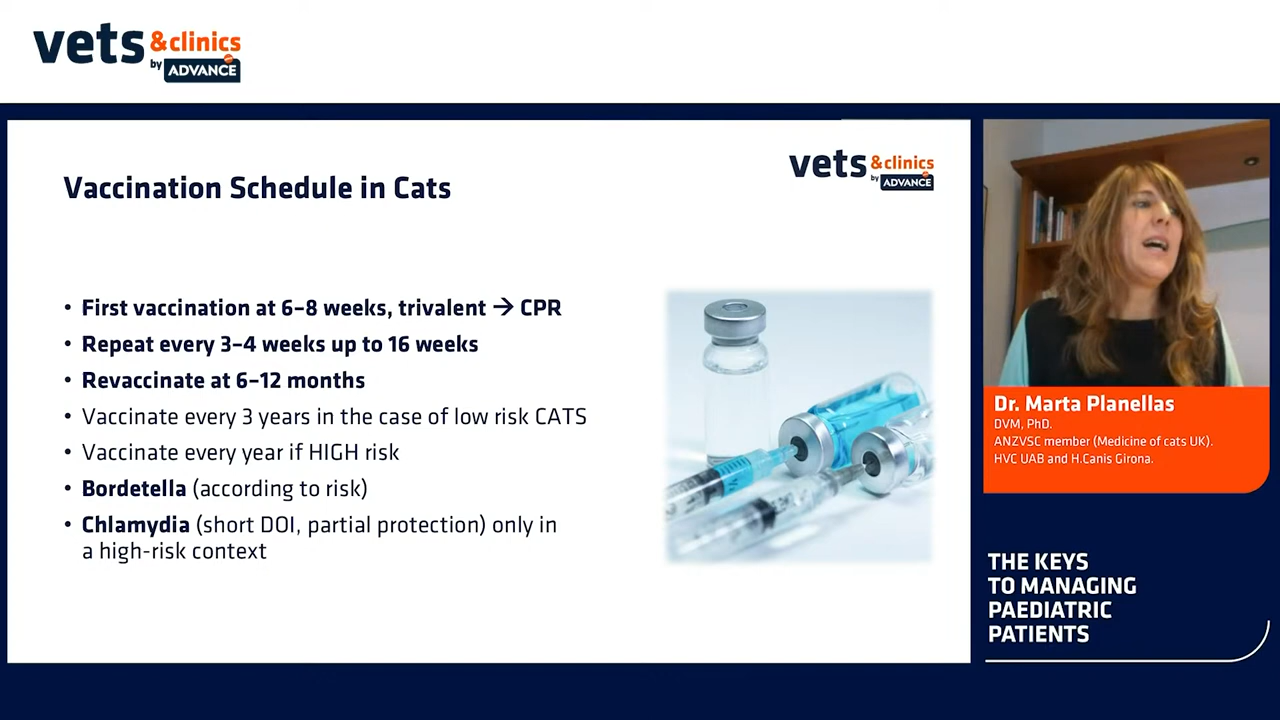 vets &clinics
by ADVANCE
vets &clinics
by ADVANCE
Vaccination Schedule in Cats
• First vaccination at 6–8 weeks, trivalent → CPR
• Repeat every 3–4 weeks up to 16 weeks
• Revaccinate at 6–12 months
• Vaccinate every 3 years in the case of low risk CATS
• Vaccinate every year if HIGH risk
• Bordetella (according to risk)
• Chlamydia (short DOI, partial protection) only in
a high-risk context
Dr. Marta Planellas
DVM, PhD.
ANZVSC member (Medicine of cats UK).
HVC UAB and H.Canis Girona.
THE KEYS
TO MANAGING
PAEDIATRIC
PATIENTS